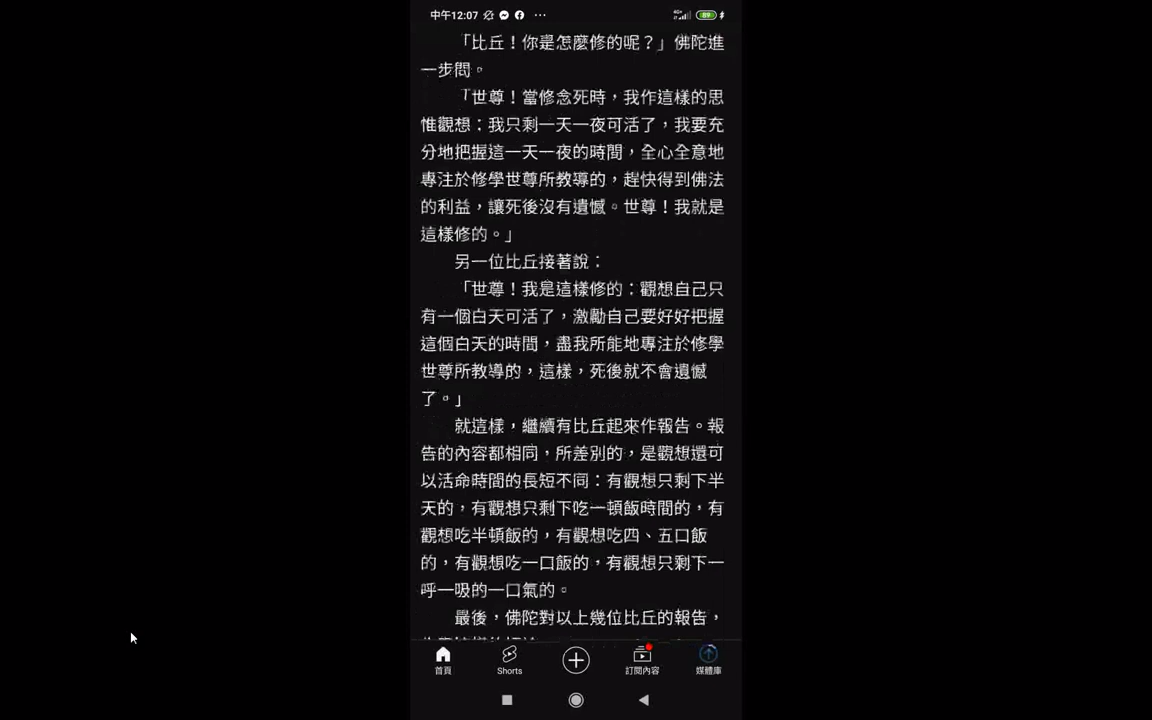 中午12:07
4G+
89
「比丘！你是怎麼修的呢？」佛陀進
一步問。
「世尊！當修念死時，我作這樣的思
惟觀想：我只剩一天一夜可活了，我要充
分地把握這一天一夜的時間，全心全意地
專注於修學世尊所教導的，趕快得到佛法
的利益，讓死後沒有遺憾。世尊！我就是
這樣修的。」
另一位比丘接著說：
「世尊！我是這樣修的：觀想自己只
有一個白天可活了，激勵自己要好好把握
這個白天的時間，盡我所能地專注於修學
世尊所教導的，這樣，死後就不會遺憾
了。」
就這樣，繼續有比丘起來作報告。報
告的內容都相同，所差別的，是觀想還可
以活命時間的長短不同：有觀想只剩下半
天的，有觀想只剩下吃一頓飯時間的，有
觀想吃半頓飯的，有觀想吃四、五口飯
的，有觀想吃一口飯的，有觀想只剩下一
呼一吸的一口氣的。
最後，佛陀對以上幾位比丘的報告，
首頁
Shorts
訂閱內容
媒體庫